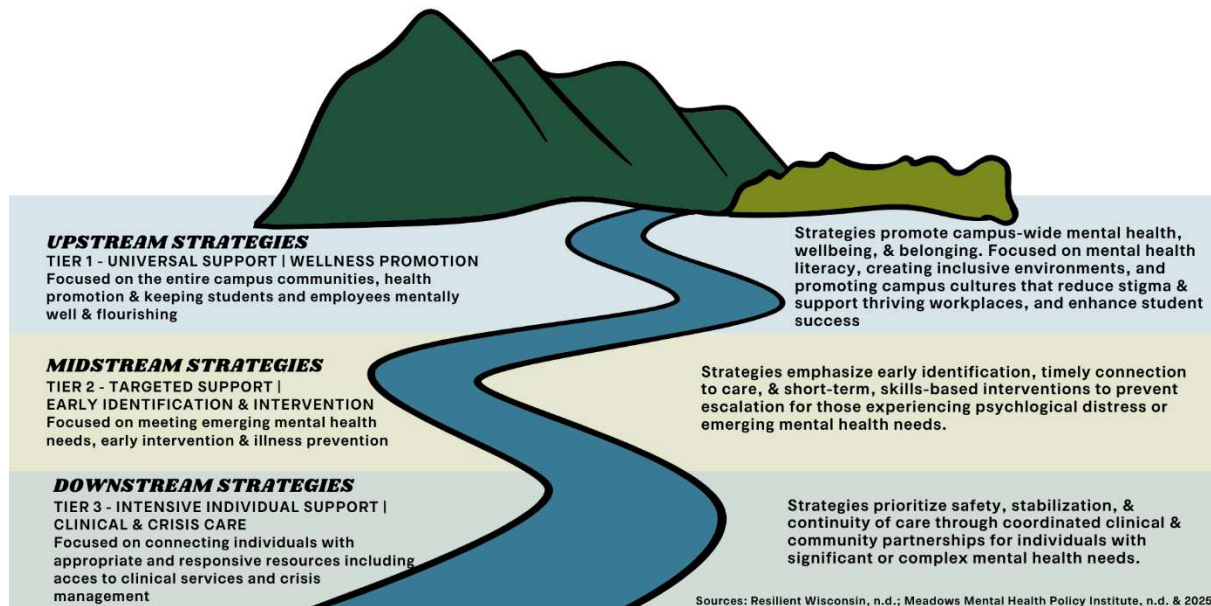 UPSTREAM STRATEGIES
TIER 1 - UNIVERSAL SUPPORT | WELLNESS PROMOTION
Focused on the entire campus communities, health
promotion & keeping students and employees mentally
well & flourishing
Strategies promote campus-wide mental health,
wellbeing, & belonging. Focused on mental health
literacy, creating inclusive environments, and
promoting campus cultures that reduce stigma &
support thriving workplaces, and enhance student
success
MIDSTREAM STRATEGIES
TIER 2 - TARGETED SUPPORT |
EARLY IDENTIFICATION & INTERVENTION
Focused on meeting emerging mental health
needs, early intervention & illness prevention
Strategies emphasize early identification, timely connection
to care, & short-term, skills-based interventions to prevent
escalation for those experiencing psychlogical distress or
emerging mental health needs.
DOWNSTREAM STRATEGIES
TIER 3 - INTENSIVE INDIVIDUAL SUPPORT |
CLINICAL & CRISIS CARE
Focused on connecting individuals with
appropriate and responsive resources including
acces to clinical services and crisis
management
Strategies prioritize safety, stabilization, &
continuity of care through coordinated clinical &
community partnerships for individuals with
significant or complex mental health needs.
Sources: Resilient Wisconsin, n.d.; Meadows Mental Health Policy Institute, n.d. & 2025